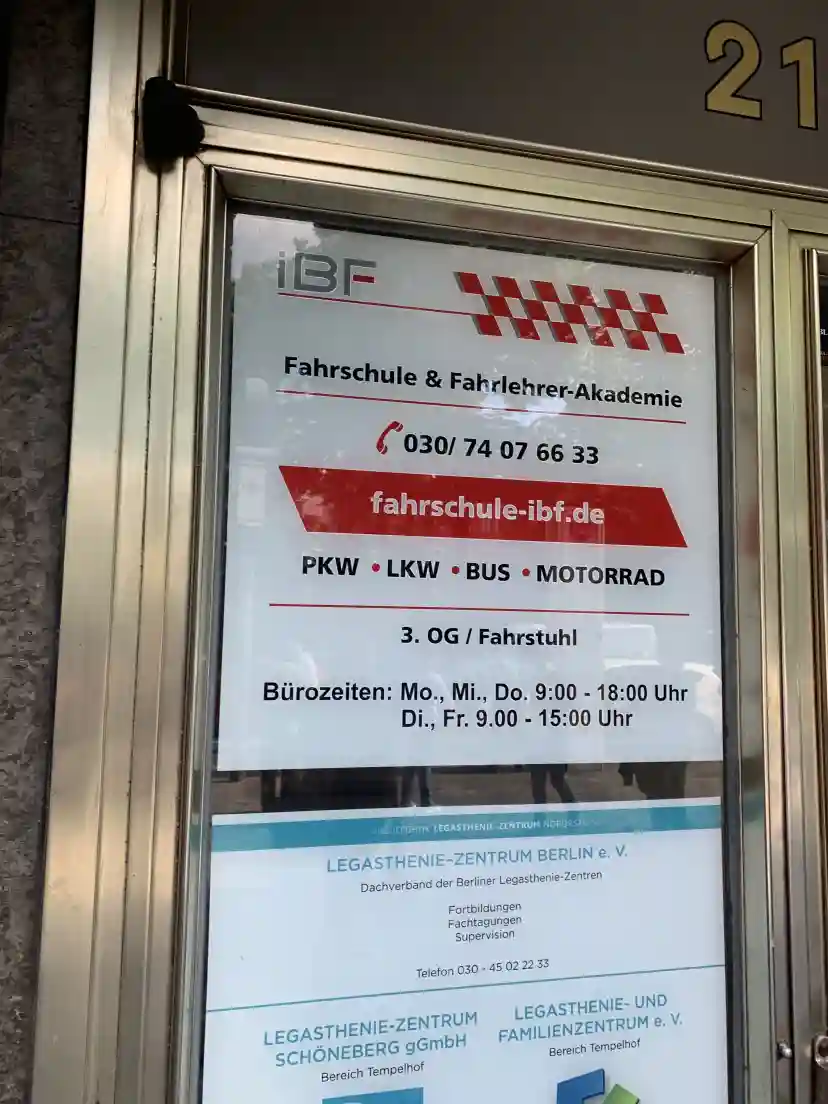 21
iBF
Fahrschule & Fahrlehrer-Akademie
030/ 74 07 66 33
fahrschule-ibf.de
PKW • LKW • BUS • MOTORRAD
3. OG / Fahrstuhl
Bürozeiten: Mo., Mi., Do. 9:00 - 18:00 Uhr
Di., Fr. 9.00 - 15:00 Uhr
LEGASTHENIE-ZENTRUM
LEGASTHENIE-ZENTRUM BERLIN e. V.
Dachverband der Berliner Legasthenie-Zentren
Fortbildungen
Fachtagungen
Supervision
Telefon 030 - 45 02 22 33
LEGASTHENIE-ZENTRUM
SCHÖNEBERG gGmbH
Bereich Tempelhof
LEGASTHENIE- UND
FAMILIENZENTRUM e. V.
Bereich Tempelhof